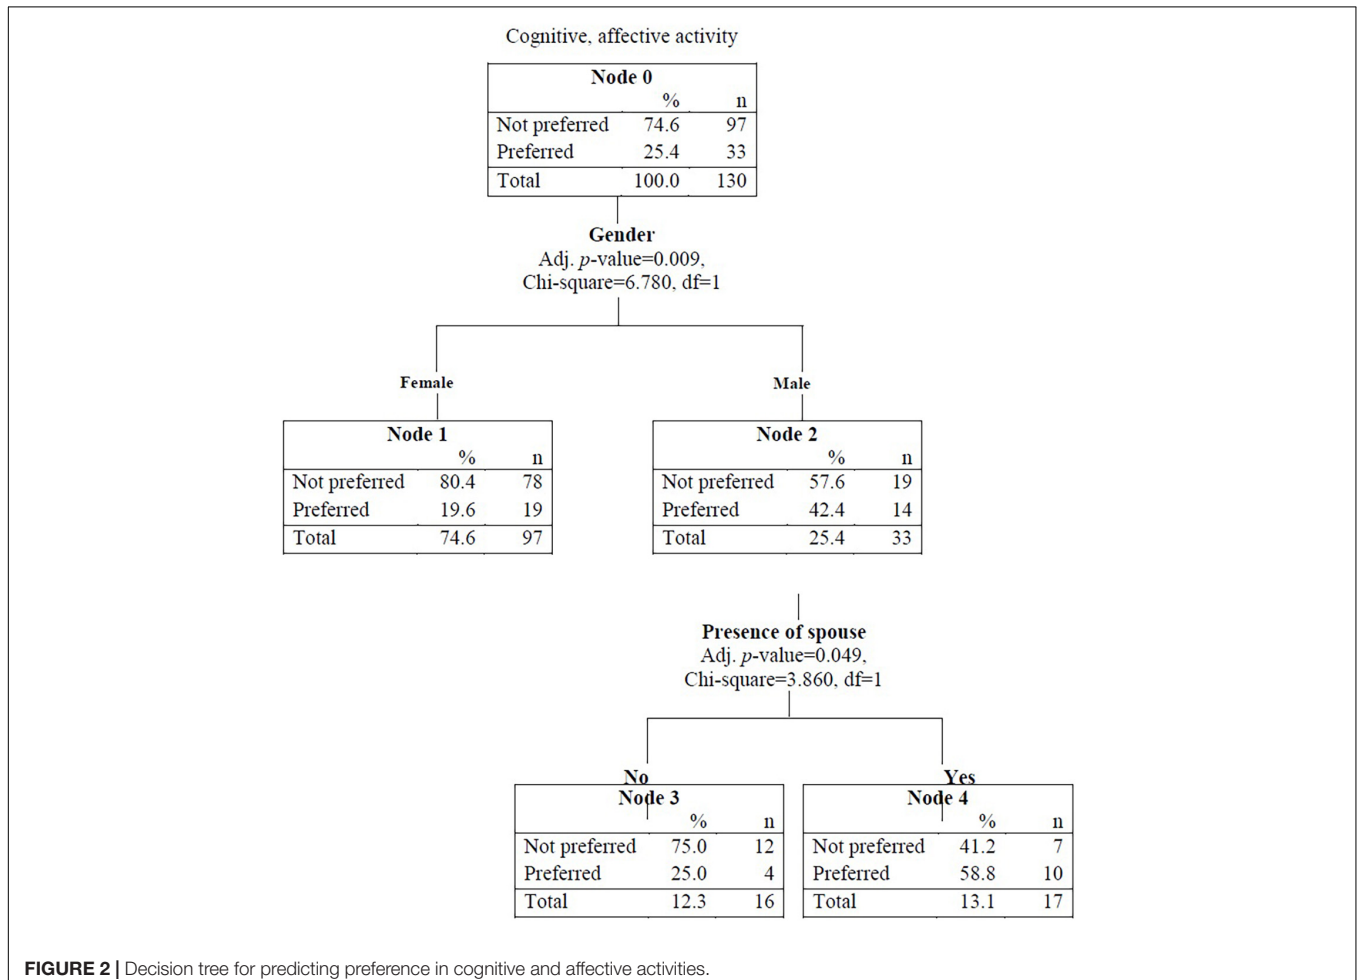 Cognitive, affective activity
Node 0
% n
Not preferred 74.6 97
Preferred 25.4 33
Total 100.0 130
Gender
Adj. p-value=0.009,
Chi-square=6.780, df=1
Female
Male
Node 1
% n
Not preferred 80.4 78
Preferred 19.6 19
Total 74.6 97
Node 2
% n
Not preferred 57.6 19
Preferred 42.4 14
Total 25.4 33
Presence of spouse
Adj. p-value=0.049,
Chi-square=3.860, df=1
No
Yes
Node 3
% n
Not preferred 75.0 12
Preferred 25.0 4
Total 12.3 16
Node 4
% n
Not preferred 41.2 7
Preferred 58.8 10
Total 13.1 17
FIGURE 2 | Decision tree for predicting preference in cognitive and affective activities.